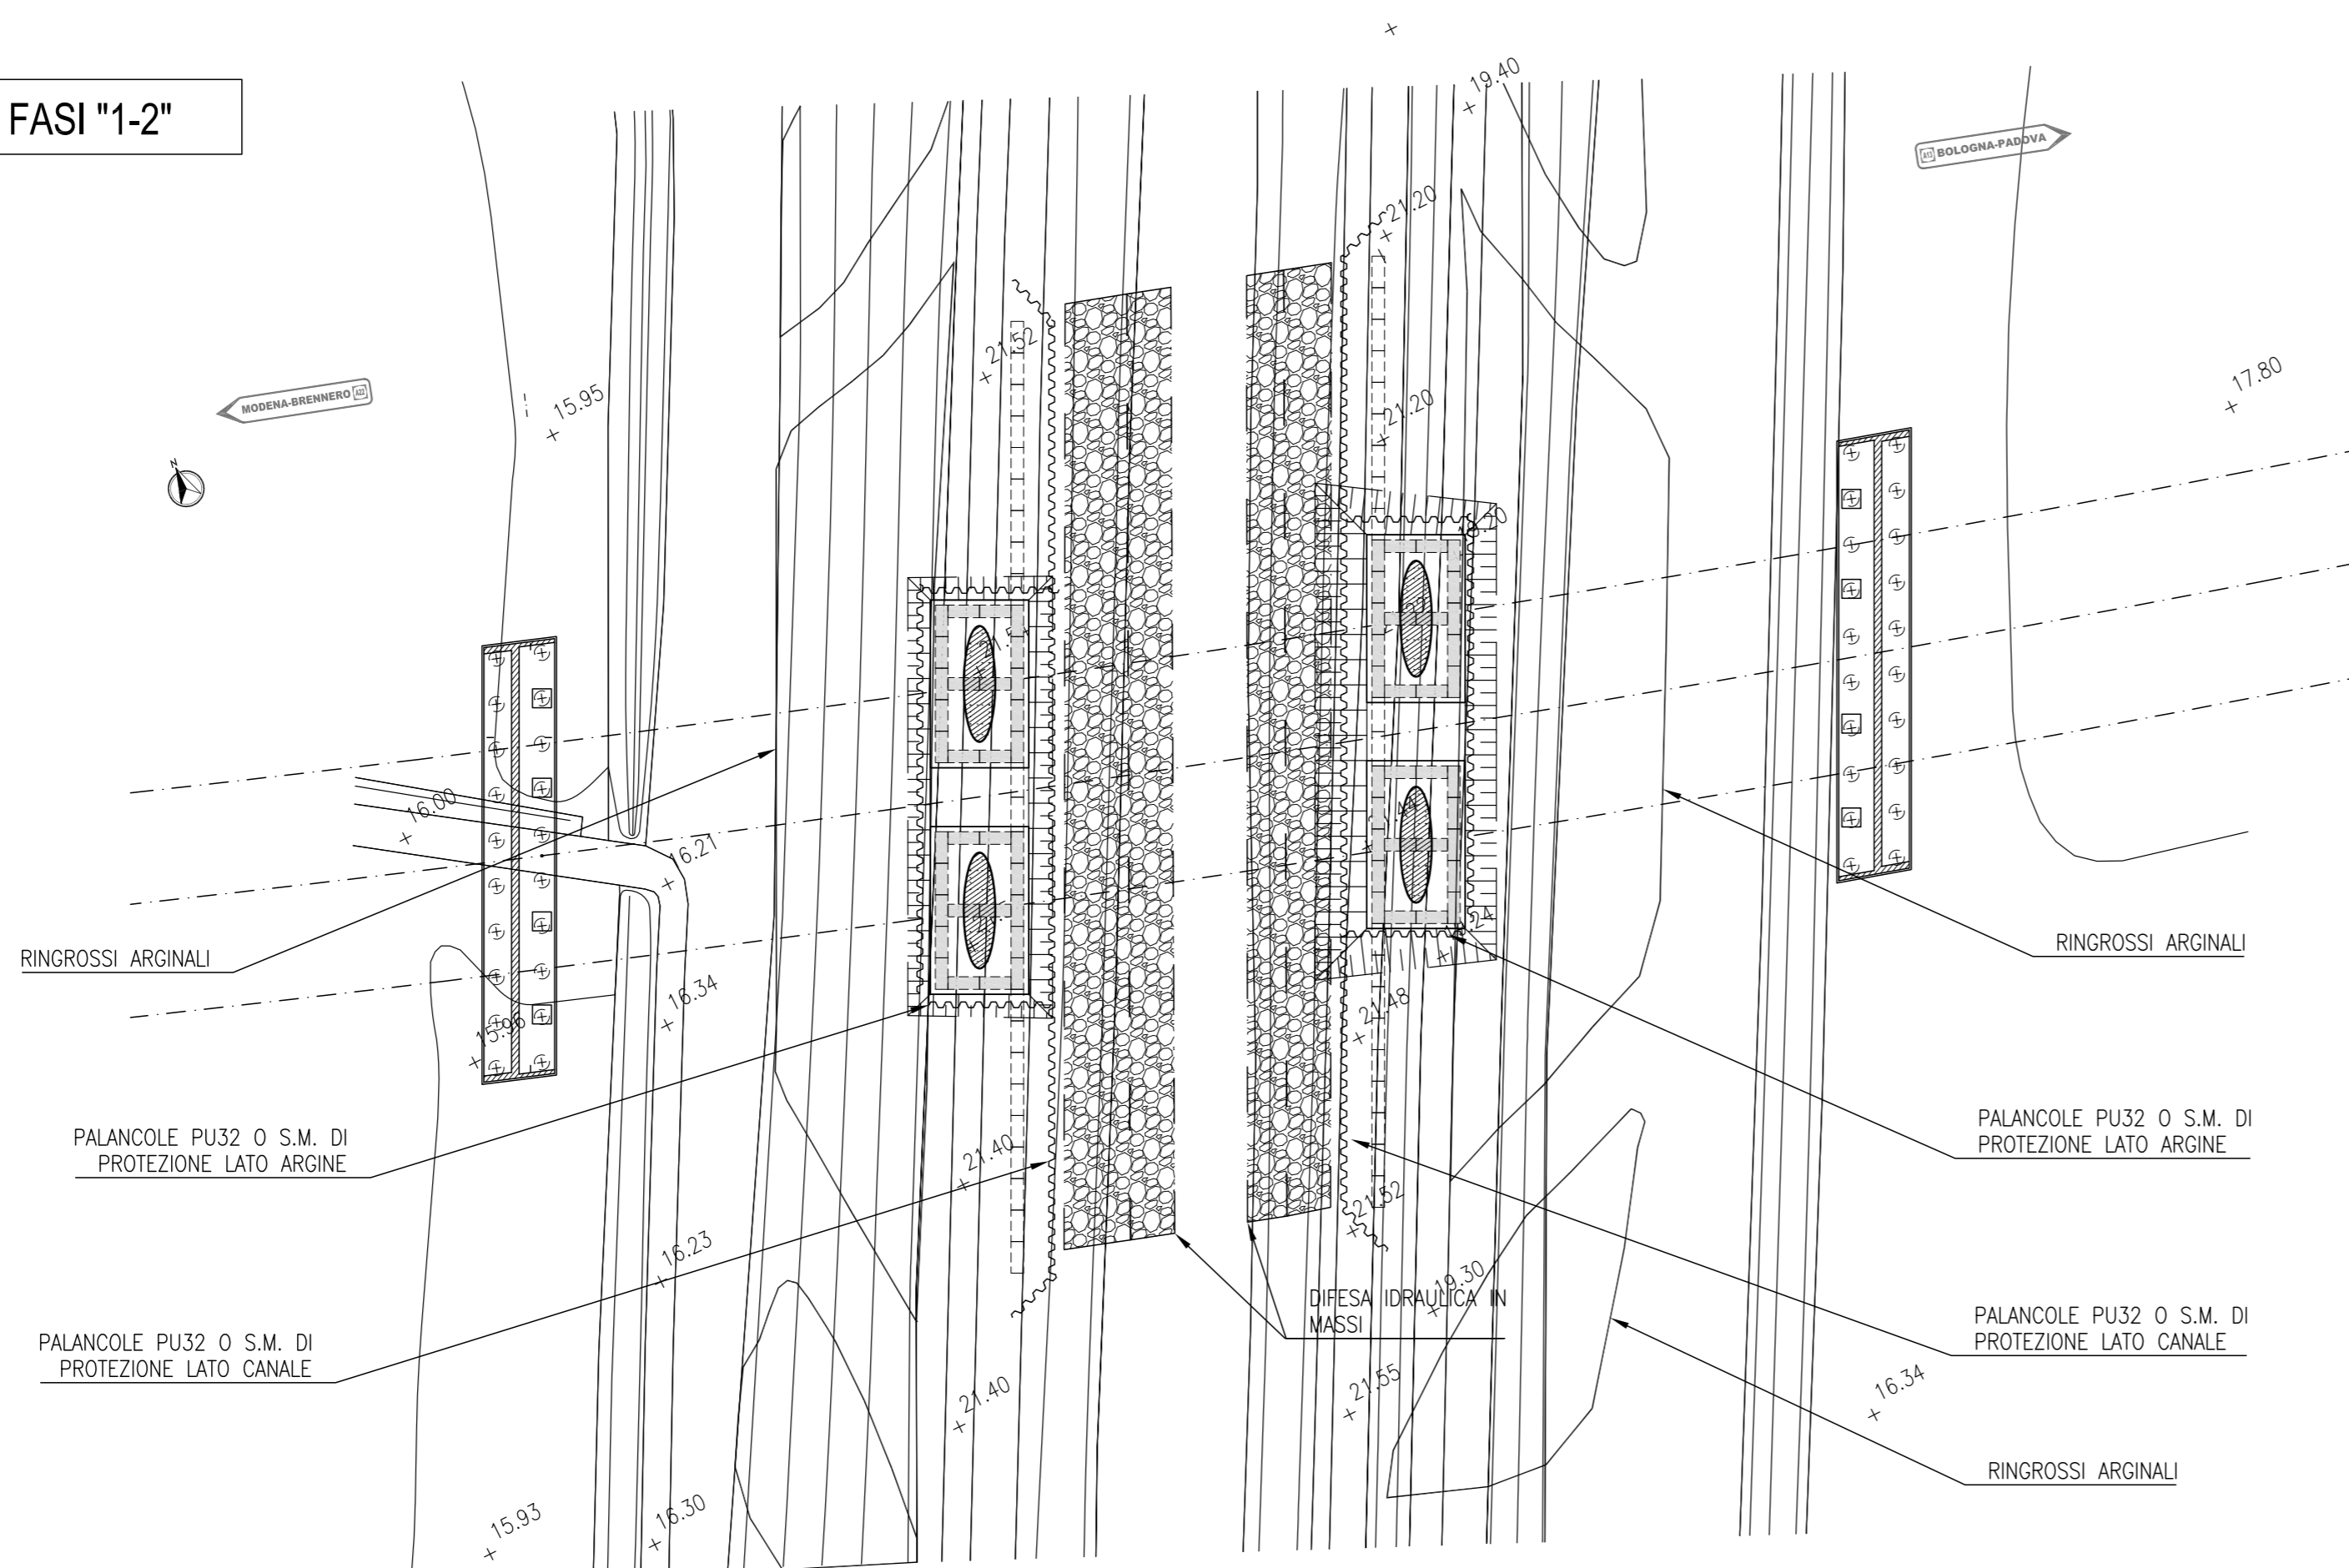 FASI "1-2"
19.40
A13 BOLOGNA-PADOVA
21.20
21.52
21.20
17.80
MODENA-BRENNERO A22
15.95
N
16.00
16.21
RINGROSSI ARGINALI
RINGROSSI ARGINALI
16.34
21.48
15.96
PALANCOLE PU32 O S.M. DI
PROTEZIONE LATO ARGINE
PALANCOLE PU32 O S.M. DI
PROTEZIONE LATO ARGINE
21.40
21.52
16.23
19.30
DIFESA IDRAULICA IN
MASSI
PALANCOLE PU32 O S.M. DI
PROTEZIONE LATO CANALE
PALANCOLE PU32 O S.M. DI
PROTEZIONE LATO CANALE
21.40
21.55
16.34
RINGROSSI ARGINALI
15.93
16.30